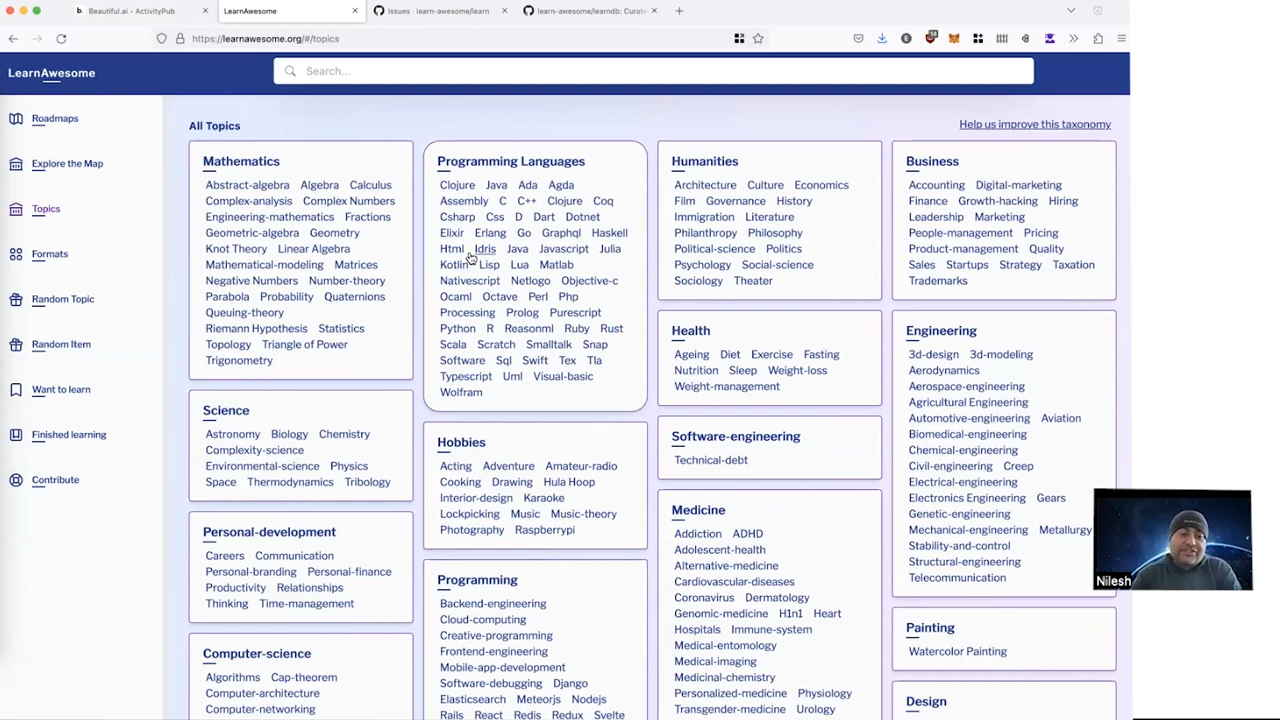 Beautiful.ai - ActivityPub
LearnAwesome
Issues · learn-awesome/learn
learn-awesome/learndb: Curate
https://learnawesome.org/#/topics
14
LearnAwesome
Search...
Roadmaps
Explore the Map
Topics
Formats
Random Topic
Random Item
Want to learn
Finished learning
Contribute
All Topics
Help us improve this taxonomy
Mathematics
Abstract-algebra Algebra Calculus
Complex-analysis Complex Numbers
Engineering-mathematics Fractions
Geometric-algebra Geometry
Knot Theory Linear Algebra
Mathematical-modeling Matrices
Negative Numbers Number-theory
Parabola Probability Quaternions
Queuing-theory
Riemann Hypothesis Statistics
Topology Triangle of Power
Trigonometry
Science
Astronomy Biology Chemistry
Complexity-science
Environmental-science Physics
Space Thermodynamics Tribology
Personal-development
Careers Communication
Personal-branding Personal-finance
Productivity Relationships
Thinking Time-management
Computer-science
Algorithms Cap-theorem
Computer-architecture
Computer-networking
Programming Languages
Clojure Java Ada Agda
Assembly C C++ Clojure Coq
Csharp Css D Dart Dotnet
Elixir Erlang Go Graphql Haskell
Html Idris Java Javascript Julia
Kotlin Lisp Lua Matlab
Nativescript Netlogo Objective-c
Ocaml Octave Perl Php
Processing Prolog Purescript
Python R Reasonml Ruby Rust
Scala Scratch Smalltalk Snap
Software Sql Swift Tex Tla
Typescript Uml Visual-basic
Wolfram
Hobbies
Acting Adventure Amateur-radio
Cooking Drawing Hula Hoop
Interior-design Karaoke
Lockpicking Music Music-theory
Photography Raspberrypi
Programming
Backend-engineering
Cloud-computing
Creative-programming
Frontend-engineering
Mobile-app-development
Software-debugging Django
Elasticsearch Meteorjs Nodejs
Rails React Redis Redux Svelte
Humanities
Architecture Culture Economics
Film Governance History
Immigration Literature
Philanthropy Philosophy
Political-science Politics
Psychology Social-science
Sociology Theater
Health
Ageing Diet Exercise Fasting
Nutrition Sleep Weight-loss
Weight-management
Software-engineering
Technical-debt
Medicine
Addiction ADHD
Adolescent-health
Alternative-medicine
Cardiovascular-diseases
Coronavirus Dermatology
Genomic-medicine H1n1 Heart
Hospitals Immune-system
Medical-entomology
Medical-imaging
Medicinal-chemistry
Personalized-medicine Physiology
Transgender-medicine Urology
Business
Accounting Digital-marketing
Finance Growth-hacking Hiring
Leadership Marketing
People-management Pricing
Product-management Quality
Sales Startups Strategy Taxation
Trademarks
Engineering
3d-design 3d-modeling
Aerodynamics
Aerospace-engineering
Agricultural Engineering
Automotive-engineering Aviation
Biomedical-engineering
Chemical-engineering
Civil-engineering Creep
Electrical-engineering
Electronics Engineering Gears
Genetic-engineering
Mechanical-engineering Metallurgy
Stability-and-control
Structural-engineering
Telecommunication
Painting
Watercolor Painting
Design
Nilesh